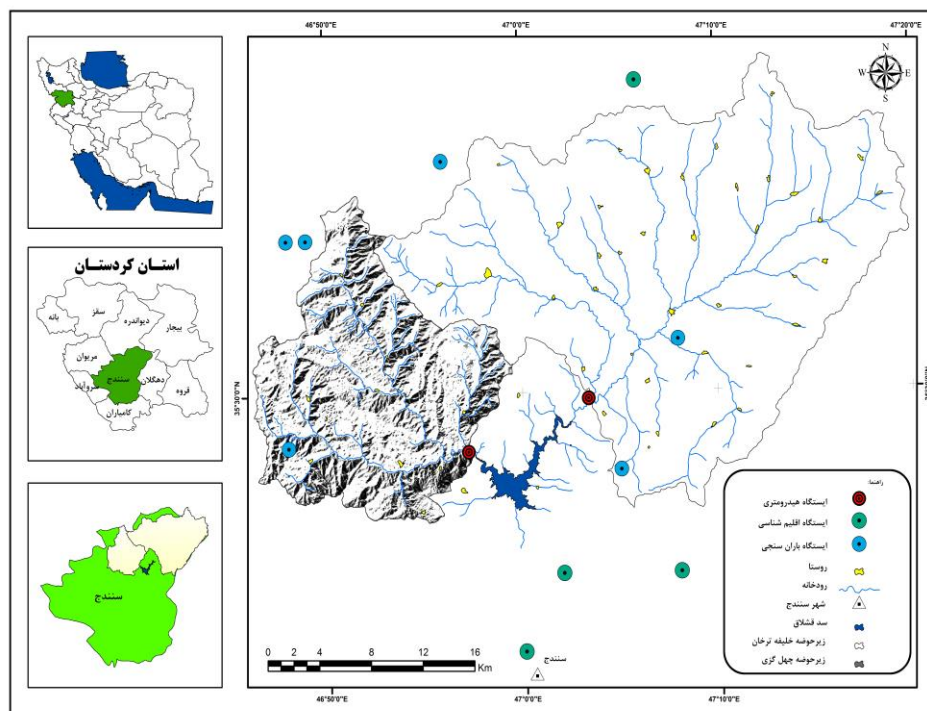 46°50'0"E
47°0'0"E
47°10'0"E
47°20'0"E
N
W
E
S
استان کردستان
بانه
سقز
دیواندره
بیجار
مریوان
سنندج
دهگلان
قروه
سروآباد
کامیاران
35°30'0"N
سنندج
راهنما:
ایستگاه هیدرومتری
ایستگاه اقلیم شناسی
ایستگاه باران سنجی
روستا
رودخانه
شهر سنندج
سد قشلاق
زیرحوضه خلیفه ترخان
زیرحوضه چهل گزی
سنندج
0 2 4 8 12 16
Km
46°50'0"E
47°0'0"E
47°10'0"E